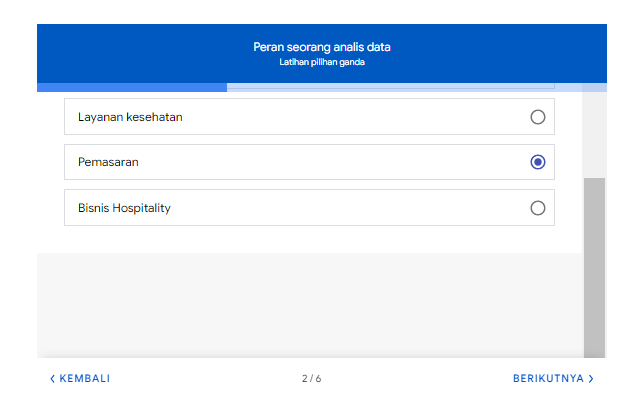 Peran seorang analis data
Latihan pilihan ganda
Layanan kesehatan
Pemasaran
Bisnis Hospitality
KEMBALI
2 / 6
BERIKUTNYA